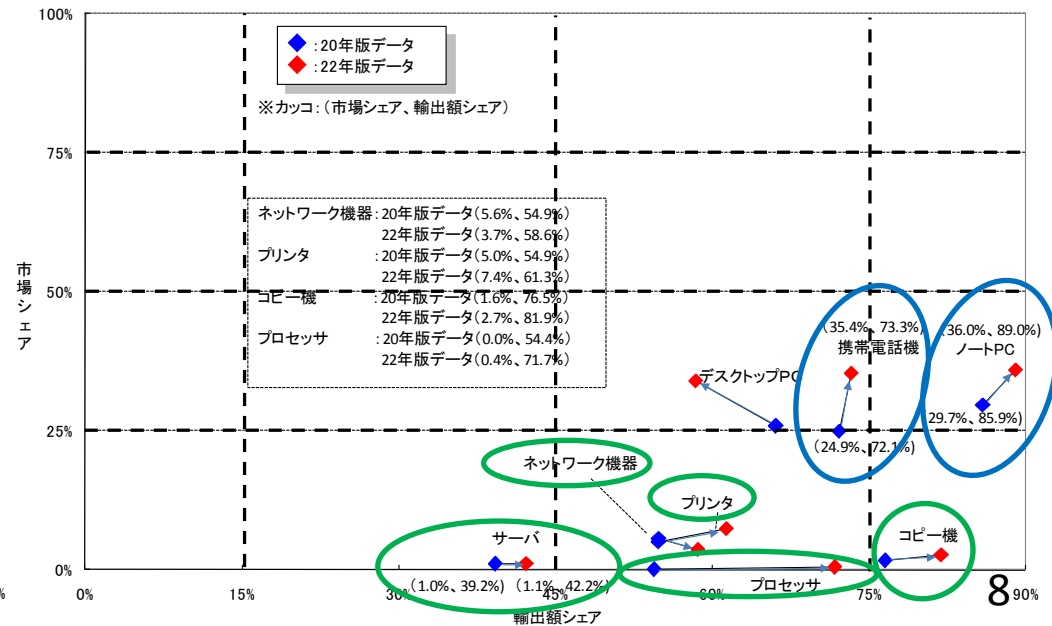 100%
:20年版データ
:22年版データ
※カッコ:(市場シェア、輸出額シェア)
75%
ネットワーク機器:20年版データ(5.6%、54.9%)
22年版データ(3.7%、58.6%)
プリンタ :20年版データ(5.0%、54.9%)
22年版データ(7.4%、61.3%)
コピー機 :20年版データ(1.6%、76.5%)
22年版データ(2.7%、81.9%)
プロセッサ :20年版データ(0.0%、54.4%)
22年版データ(0.4%、71.7%)
市場シェア
50%
(35.4%、73.3%)
携帯電話機
(36.0%、89.0%)
ノートPC
デスクトップPC
29.7%、85.9%)
25%
(24.9%、72.1%)
ネットワーク機器
プリンタ
サーバ
コピー機
0%
プロセッサ
(1.0%、39.2%) (1.1%、42.2%)
%
0% 15% 30% 45% 60% 75% 90%
輸出額シェア
8